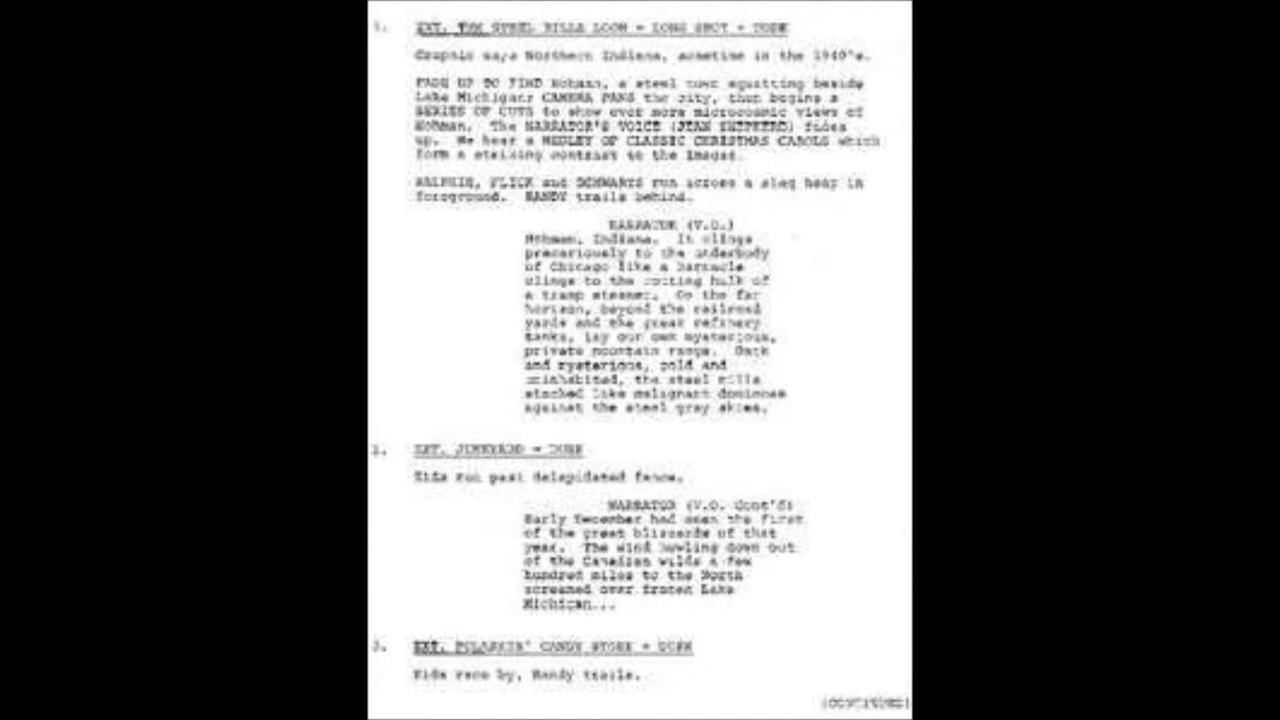 1. EXT. THE STEEL MILLS LOOM - LONG SHOT - DUSK
Graphic says Northern Indiana, sometime in the 1940's.
FADE UP TO FIND Hohman, a steel town squatting beside
Lake Michigan; CAMERA PANS the city, then begins a
SERIES OF CUTS to show ever more microcosmic views of
Hohman. The NARRATOR'S VOICE (JEAN SHEPHERD) fades
up. We hear a MEDLEY OF CLASSIC CHRISTMAS CAROLS which
form a striking contrast to the images.
RALPHIE, FLICK and SCHWARTZ run across a slag heap in
foreground. RANDY trails behind.
NARRATOR (V.O.)
Hohman, Indiana. It clings
precariously to the underbody
of Chicago like a barnacle
clings to the rotting hulk of
a tramp steamer. On the far
horizon, beyond the railroad
yards and the great refinery
tanks, lay our own mysterious,
private mountain range. Dark
and mysterious, cold and
uninhabited, the steel mills
stacked like malignant dominoes
against the steel gray skies.
2. EXT. JUNKYARD - DUSK
Kids run past delapidated fence.
NARRATOR (V.O. Cont'd)
Early December had seen the first
of the great blizzards of that
year. The wind howling down out
of the Canadian wilds a few
hundred miles to the North
screamed over frozen Lake
Michigan...
3. EXT. PULASKIS' CANDY STORE - DUSK
Kids race by, Randy trails.
(CONTINUED)